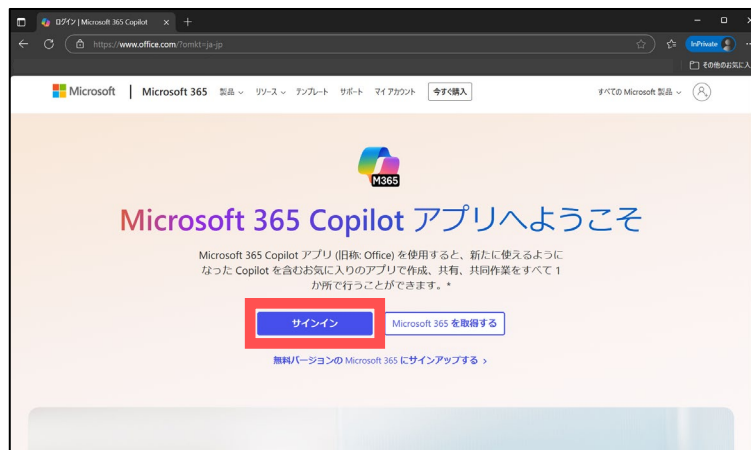 ログイン | Microsoft 365 Copilot
https://www.office.com/?omkt=ja-jp
InPrivate
その他のお気に入
Microsoft | Microsoft 365 製品 リソース テンプレート サポート マイ アカウント 今すぐ購入 すべての Microsoft 製品
M365
Microsoft 365 Copilot アプリへようこそ
Microsoft 365 Copilot アプリ (旧称: Office) を使用すると、新たに使えるように
なった Copilot を含むお気に入りのアプリで作成、共有、共同作業をすべて 1
か所で行うことができます。*
サインイン Microsoft 365 を取得する
無料バージョンの Microsoft 365 にサインアップする >